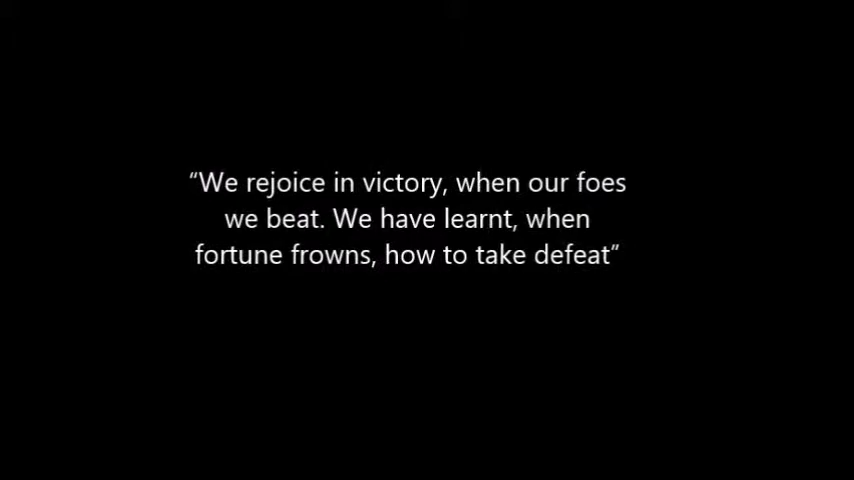 “We rejoice in victory, when our foes
we beat. We have learnt, when
fortune frowns, how to take defeat”